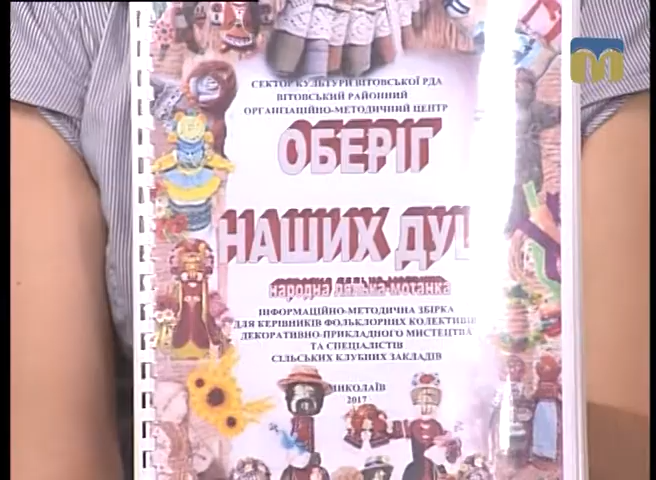 СЕКТОР КУЛЬТУРИ ВІТОВСЬКОЇ РДА
ВІТОВСЬКИЙ РАЙОННИЙ
ОРГАНІЗАЦІЙНО-МЕТОДИЧНИЙ ЦЕНТР
ОБЕРІГ
НАШИХ ДУШ
народна лялька-мотанка
ІНФОРМАЦІЙНО-МЕТОДИЧНА ЗБІРКА
ДЛЯ КЕРІВНИКІВ ФОЛЬКЛОРНИХ КОЛЕКТИВІВ
ДЕКОРАТИВНО-ПРИКЛАДНОГО МИСТЕЦТВА
ТА СПЕЦІАЛІСТІВ
СІЛЬСЬКИХ КЛУБНИХ ЗАКЛАДІВ
МИКОЛАЇВ
2017